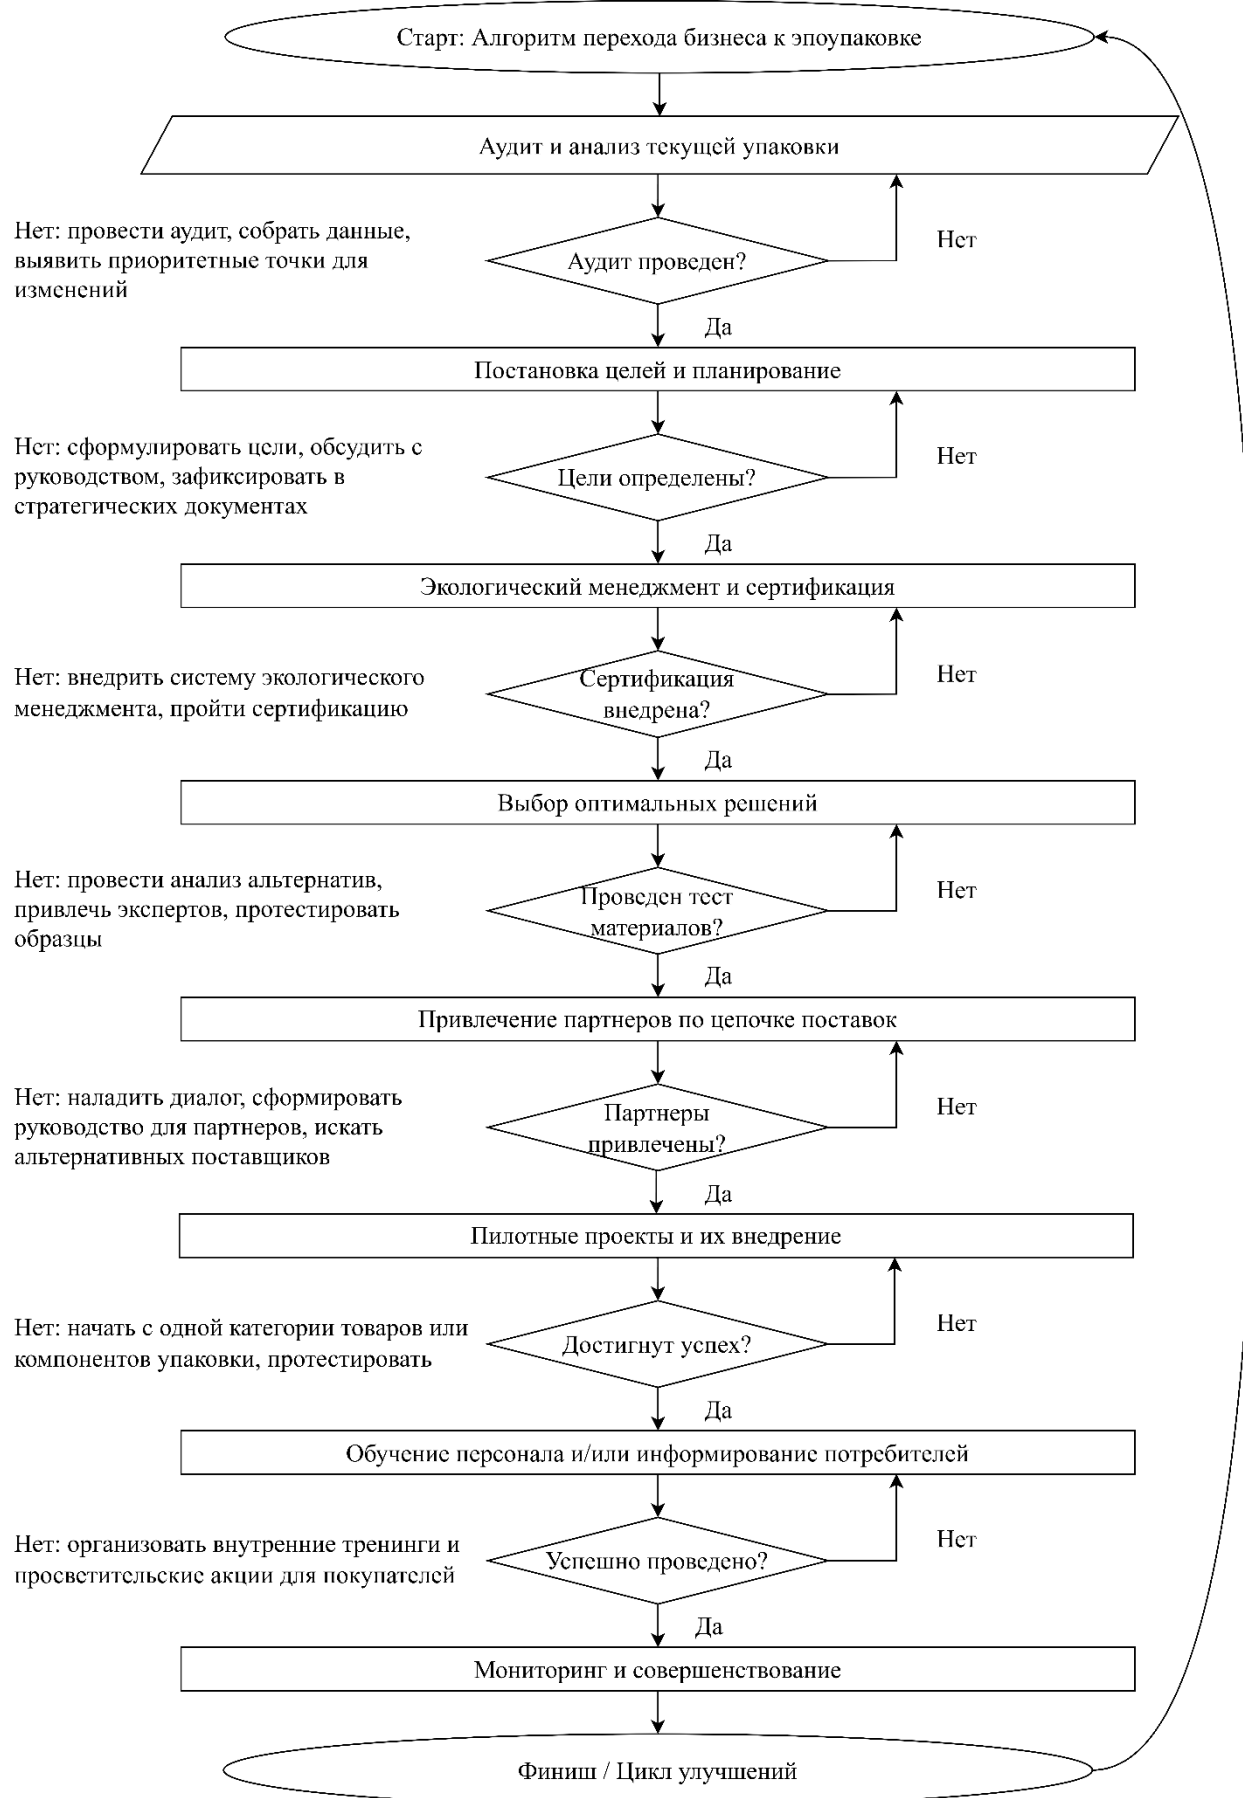 Старт: Алгоритм перехода бизнеса к эпоупаковке
Аудит и анализ текущей упаковки
Нет: провести аудит, собрать данные,
выявить приоритетные точки для
изменений
Аудит проведен?
Нет
Да
Постановка целей и планирование
Нет: сформулировать цели, обсудить с
руководством, зафиксировать в
стратегических документах
Цели определены?
Нет
Да
Экологический менеджмент и сертификация
Нет: внедрить систему экологического
менеджмента, пройти сертификацию
Сертификация
внедрена?
Нет
Да
Выбор оптимальных решений
Нет: провести анализ альтернатив,
привлечь экспертов, протестировать
образцы
Проведен тест
материалов?
Нет
Да
Привлечение партнеров по цепочке поставок
Нет: наладить диалог, сформировать
руководство для партнеров, искать
альтернативных поставщиков
Партнеры
привлечены?
Нет
Да
Пилотные проекты и их внедрение
Нет: начать с одной категории товаров или
компонентов упаковки, протестировать
Достигнут успех?
Нет
Да
Обучение персонала и/или информирование потребителей
Нет: организовать внутренние тренинги и
просветительские акции для покупателей
Успешно проведено?
Нет
Да
Мониторинг и совершенствование
Финиш / Цикл улучшений